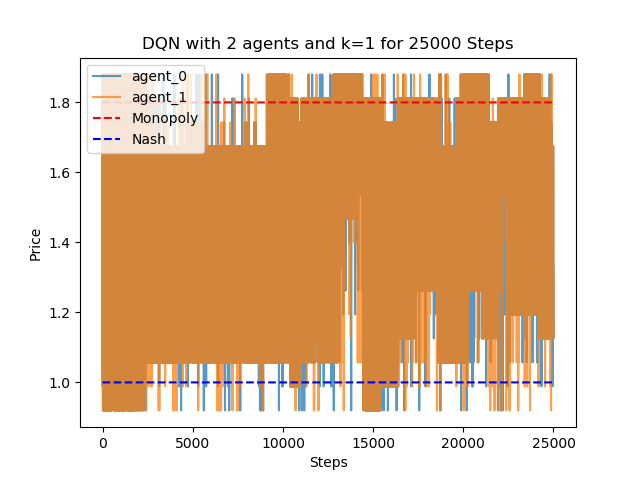 DQN with 2 agents and k=1 for 25000 Steps
agent_0
agent_1
Monopoly
Nash
Price
1.8
1.6
1.4
1.2
1.0
0
5000
10000
15000
20000
25000
Steps